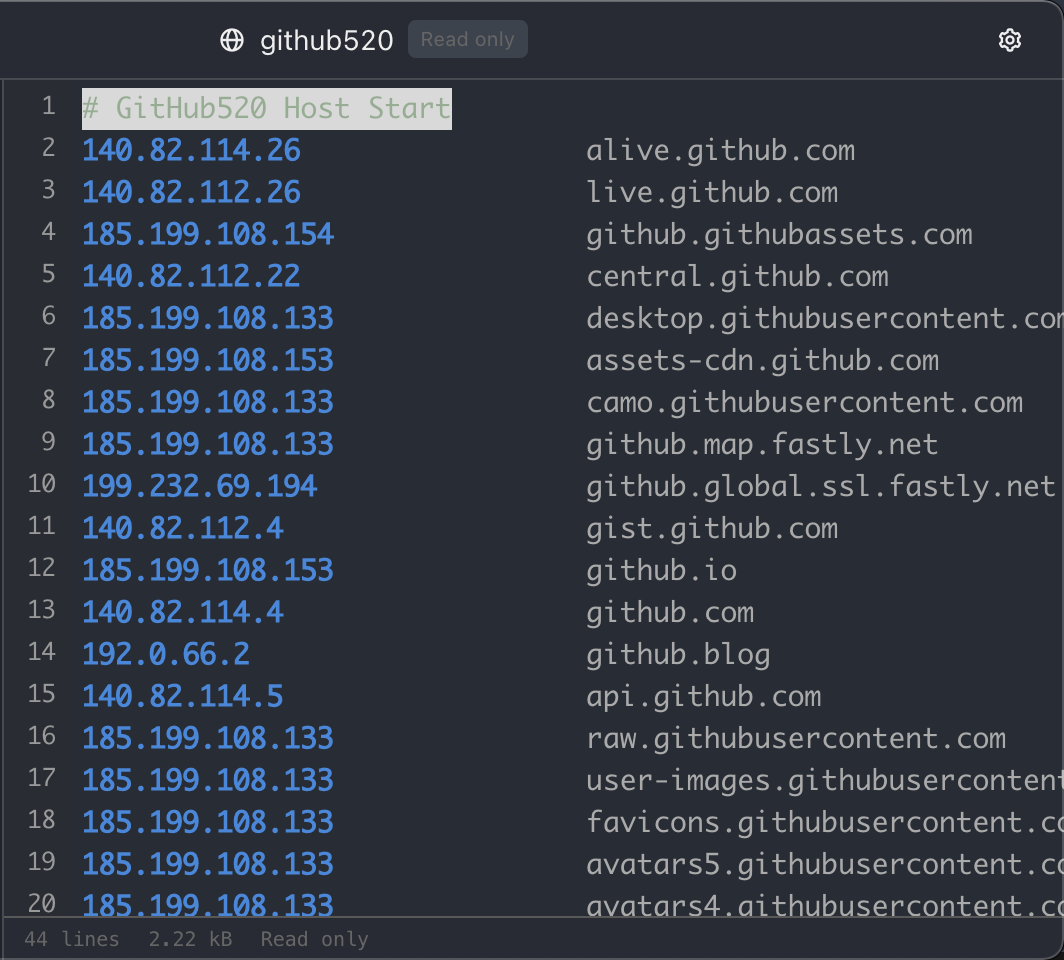 github520 Read only
1 # GitHub520 Host Start
2 140.82.114.26 alive.github.com
3 140.82.112.26 live.github.com
4 185.199.108.154 github.githubassets.com
5 140.82.112.22 central.github.com
6 185.199.108.133 desktop.githubusercontent.com
7 185.199.108.153 assets-cdn.github.com
8 185.199.108.133 camo.githubusercontent.com
9 185.199.108.133 github.map.fastly.net
10 199.232.69.194 github.global.ssl.fastly.net
11 140.82.112.4 gist.github.com
12 185.199.108.153 github.io
13 140.82.114.4 github.com
14 192.0.66.2 github.blog
15 140.82.114.5 api.github.com
16 185.199.108.133 raw.githubusercontent.com
17 185.199.108.133 user-images.githubusercontent
18 185.199.108.133 favicons.githubusercontent.co
19 185.199.108.133 avatars5.githubusercontent.co
20 185.199.108.133 avatars4.githubusercontent.co
44 lines 2.22 kB Read only